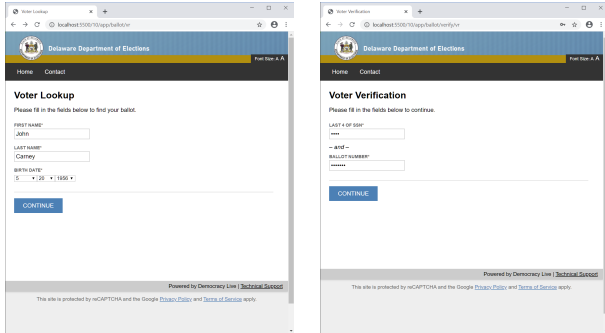 Voter Lookup
localhost:5500/10/app/ballot/vr
Delaware Department of Elections
Font Size: A A
Home Contact
Voter Lookup
Please fill in the fields below to find your ballot.
FIRST NAME*
John
LAST NAME*
Carney
BIRTH DATE*
5 26 1956
CONTINUE
Powered by Democracy Live | Technical Support
This site is protected by reCAPTCHA and the Google Privacy Policy and Terms of Service apply.
Voter Verification
localhost:5500/10/app/ballot/verify/vr
Delaware Department of Elections
Font Size: A A
Home Contact
Voter Verification
Please fill in the fields below to continue.
LAST 4 OF SSN*
••••
– and –
BALLOT NUMBER*
•••••••
CONTINUE
Powered by Democracy Live | Technical Support
This site is protected by reCAPTCHA and the Google Privacy Policy and Terms of Service apply.